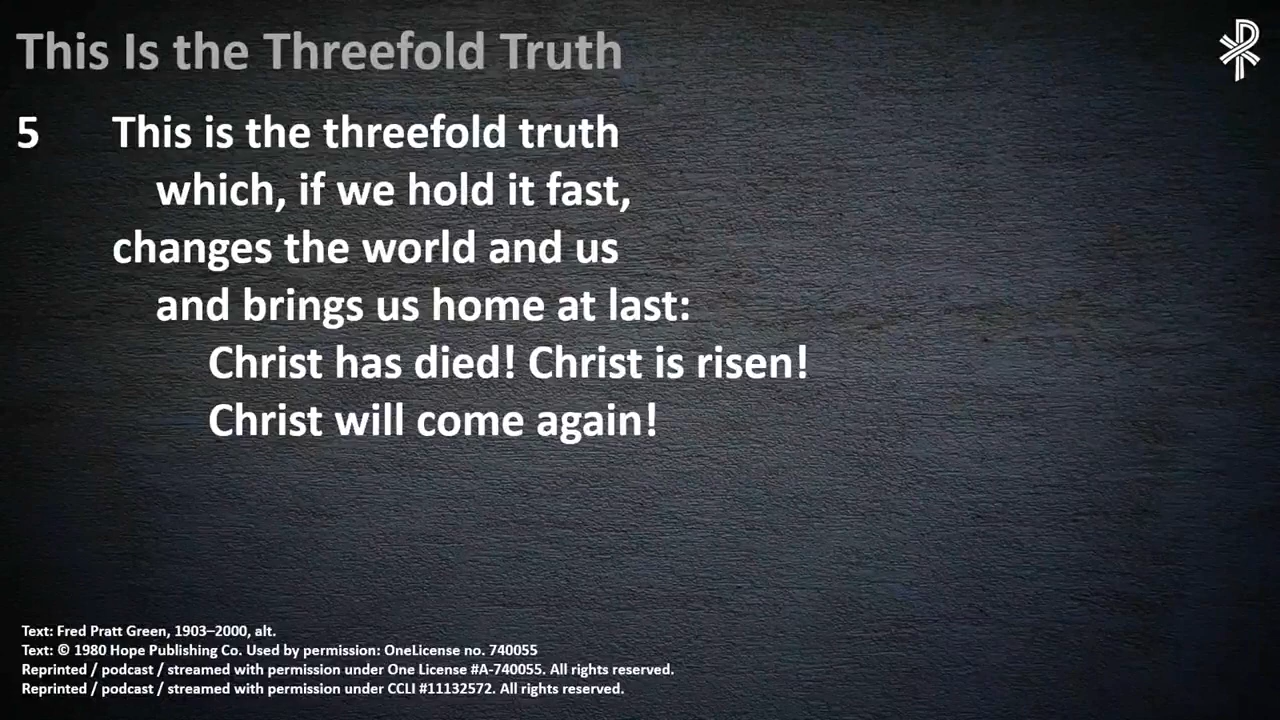 This Is the Threefold Truth
5 This is the threefold truth
which, if we hold it fast,
changes the world and us
and brings us home at last:
Christ has died! Christ is risen!
Christ will come again!
Text: Fred Pratt Green, 1903–2000, alt.
Text: © 1980 Hope Publishing Co. Used by permission: OneLicense no. 740055
Reprinted / podcast / streamed with permission under One License #A-740055. All rights reserved.
Reprinted / podcast / streamed with permission under CCLI #11132572. All rights reserved.